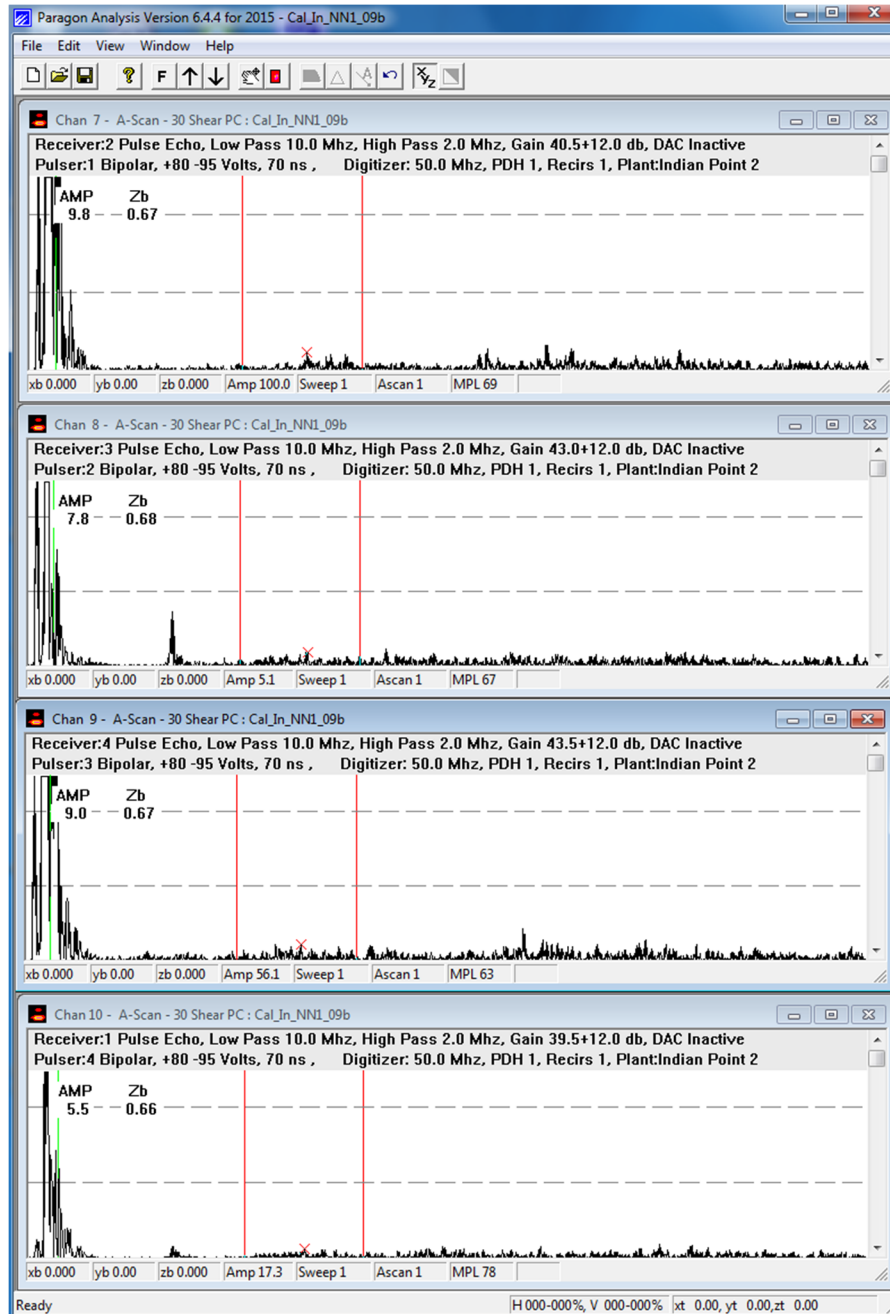 Paragon Analysis Version 6.4.4 for 2015 - Cal_In_NN1_09b
File Edit View Window Help
F
XYZ
Chan 7 - A-Scan - 30 Shear PC : Cal_In_NN1_09b
Receiver:2 Pulse Echo, Low Pass 10.0 Mhz, High Pass 2.0 Mhz, Gain 40.5+12.0 db, DAC Inactive
Pulser:1 Bipolar, +80 -95 Volts, 70 ns , Digitizer: 50.0 Mhz, PDH 1, Recirs 1, Plant:Indian Point 2
AMP Zb
9.8 0.67
xb 0.000 yb 0.00 zb 0.000 Amp 100.0 Sweep 1 Ascan 1 MPL 69
Chan 8 - A-Scan - 30 Shear PC : Cal_In_NN1_09b
Receiver:3 Pulse Echo, Low Pass 10.0 Mhz, High Pass 2.0 Mhz, Gain 43.0+12.0 db, DAC Inactive
Pulser:2 Bipolar, +80 -95 Volts, 70 ns , Digitizer: 50.0 Mhz, PDH 1, Recirs 1, Plant:Indian Point 2
AMP Zb
7.8 0.68
xb 0.000 yb 0.00 zb 0.000 Amp 5.1 Sweep 1 Ascan 1 MPL 67
Chan 9 - A-Scan - 30 Shear PC : Cal_In_NN1_09b
Receiver:4 Pulse Echo, Low Pass 10.0 Mhz, High Pass 2.0 Mhz, Gain 43.5+12.0 db, DAC Inactive
Pulser:3 Bipolar, +80 -95 Volts, 70 ns , Digitizer: 50.0 Mhz, PDH 1, Recirs 1, Plant:Indian Point 2
AMP Zb
9.0 0.67
xb 0.000 yb 0.00 zb 0.000 Amp 56.1 Sweep 1 Ascan 1 MPL 63
Chan 10 - A-Scan - 30 Shear PC : Cal_In_NN1_09b
Receiver:1 Pulse Echo, Low Pass 10.0 Mhz, High Pass 2.0 Mhz, Gain 39.5+12.0 db, DAC Inactive
Pulser:4 Bipolar, +80 -95 Volts, 70 ns , Digitizer: 50.0 Mhz, PDH 1, Recirs 1, Plant:Indian Point 2
AMP Zb
5.5 0.66
xb 0.000 yb 0.00 zb 0.000 Amp 17.3 Sweep 1 Ascan 1 MPL 78
Ready H 000-000%, V 000-000% xt 0.00, yt 0.00,zt 0.00